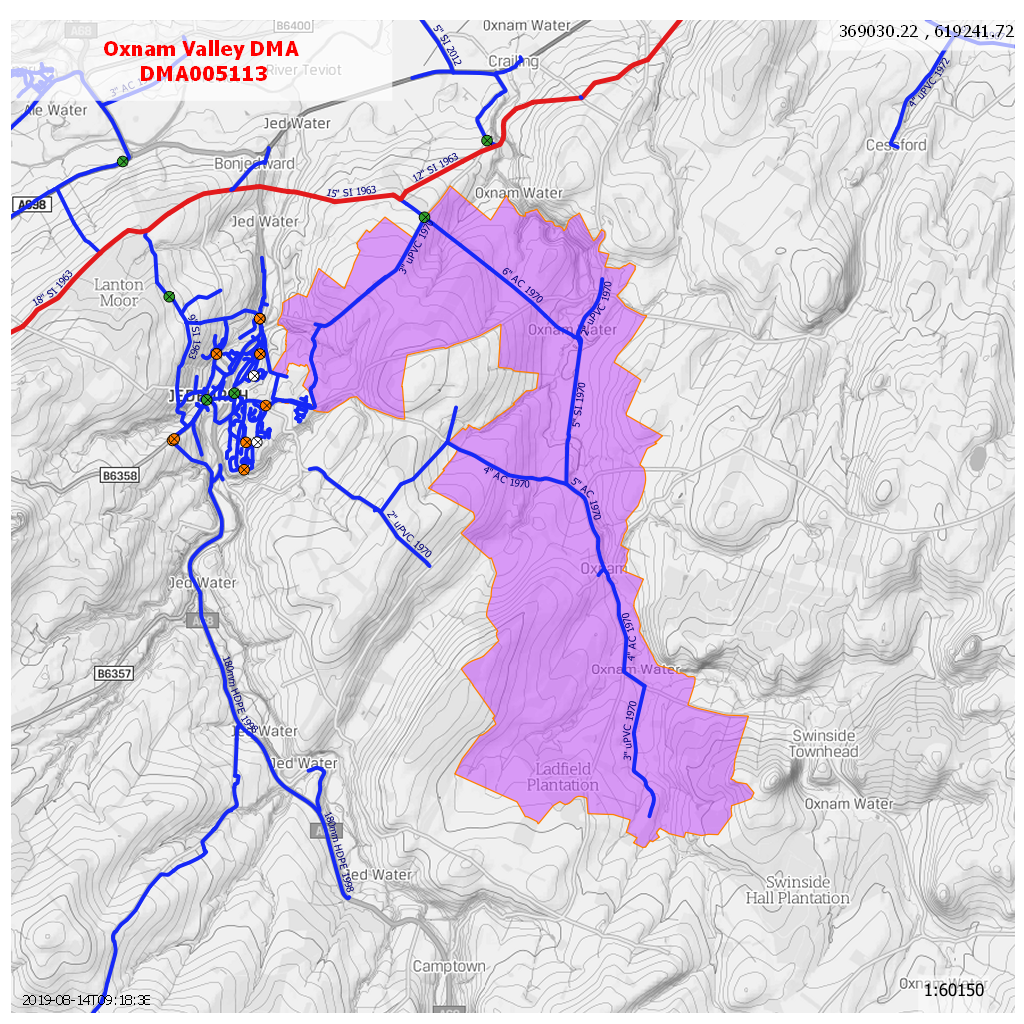 A68
B6400
Oxnam Water
369030.22 , 619241.72
Oxnam Valley DMA
DMA005113
5" SI 2012
River Teviot
Crailing
3" AC
4" uPVC 1972
Ale Water
Jed Water
Cessford
Bonjedward
12" SI 1963
15" SI 1963
A698
Oxnam Water
Jed Water
3" uPVC 197
18" SI 1963
Lanton
Moor
6" AC 1970
2" uPVC 1970
9" SI 1963
Oxnam Water
5" SI 1970
B6358
4" AC 1970
5" AC 1970
2" uPVC 1970
Oxnam
Jed Water
A68
4" AC 1970
B6357
180mm HDPE 1998
Oxnam Water
Jed Water
3" uPVC 1970
Swinside
Townhead
Jed Water
Ladfield
Plantation
Oxnam Water
180mm HDPE 1998
Jed Water
Swinside
Hall Plantation
Camptown
Oxnam Water
1:60150
2019-08-14T09:18:3E
A68